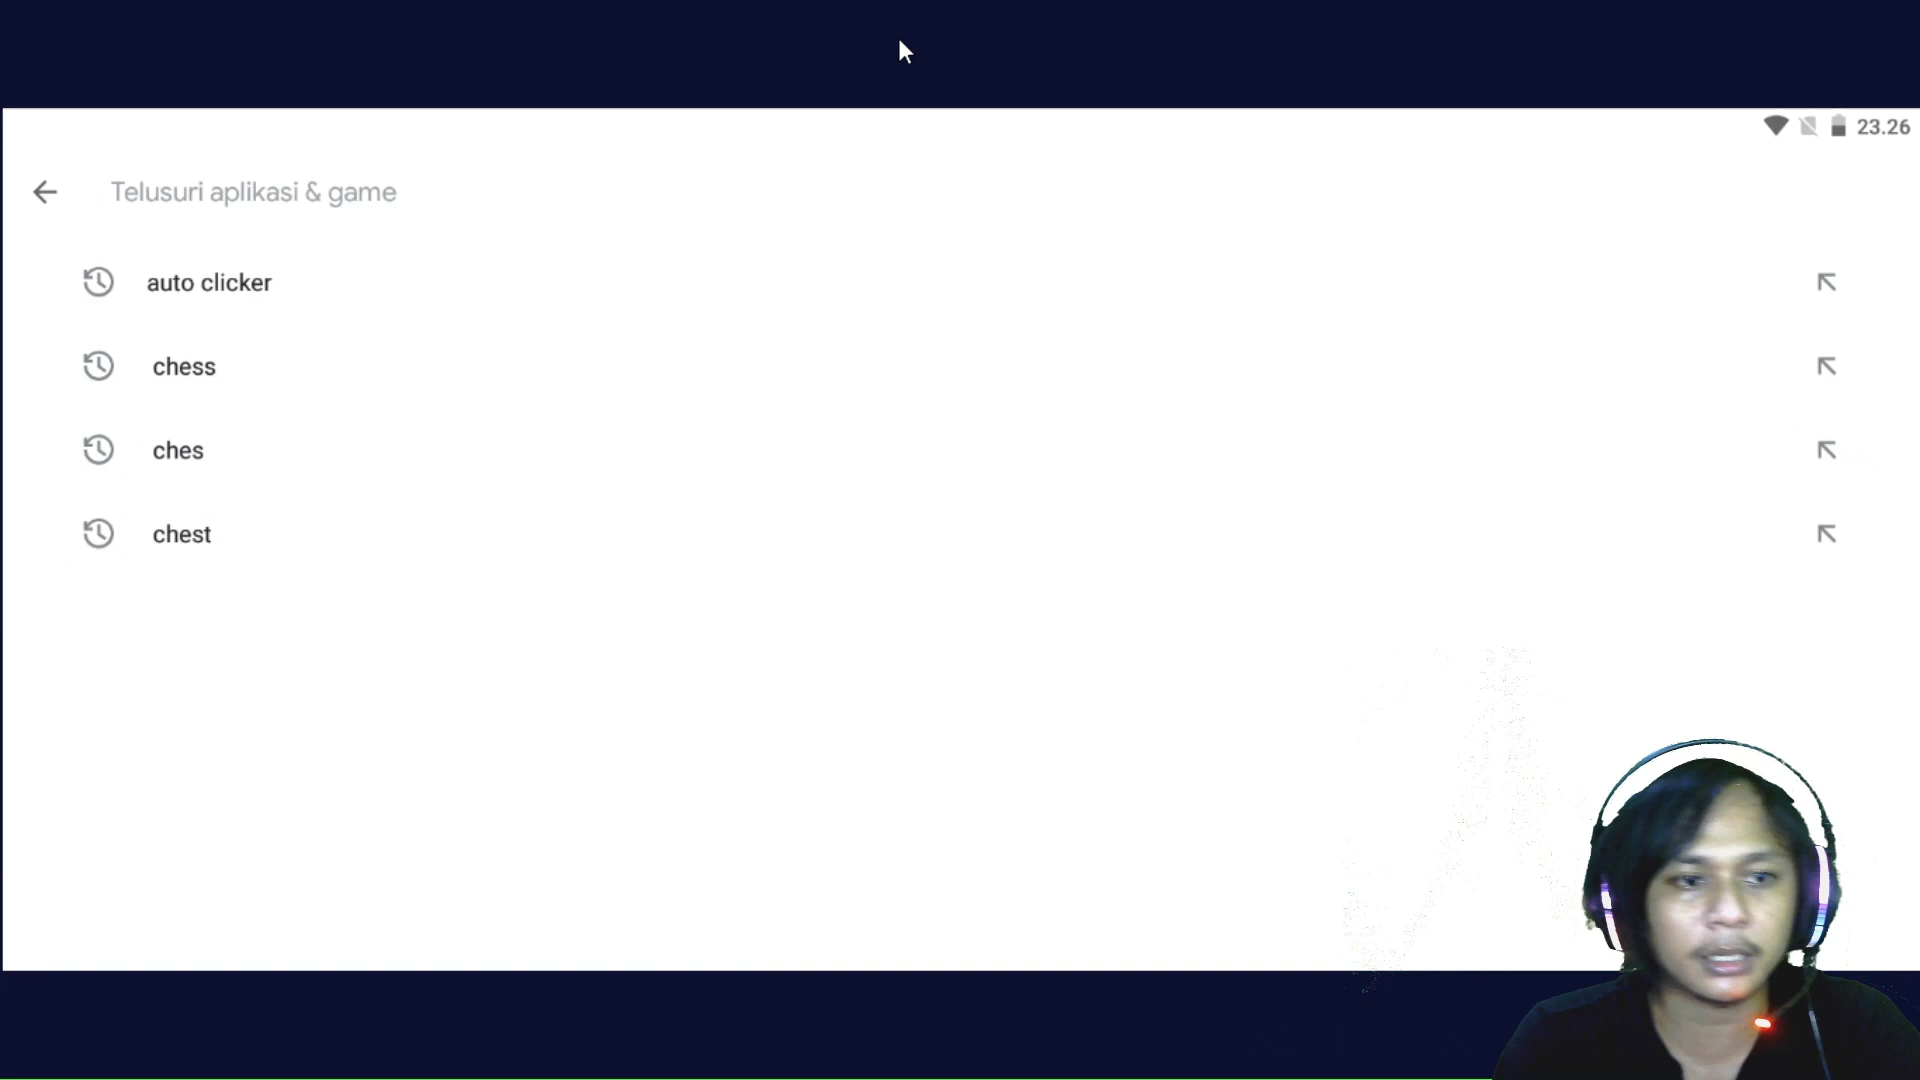 23.26
Telusuri aplikasi & game
auto clicker
chess
ches
chest